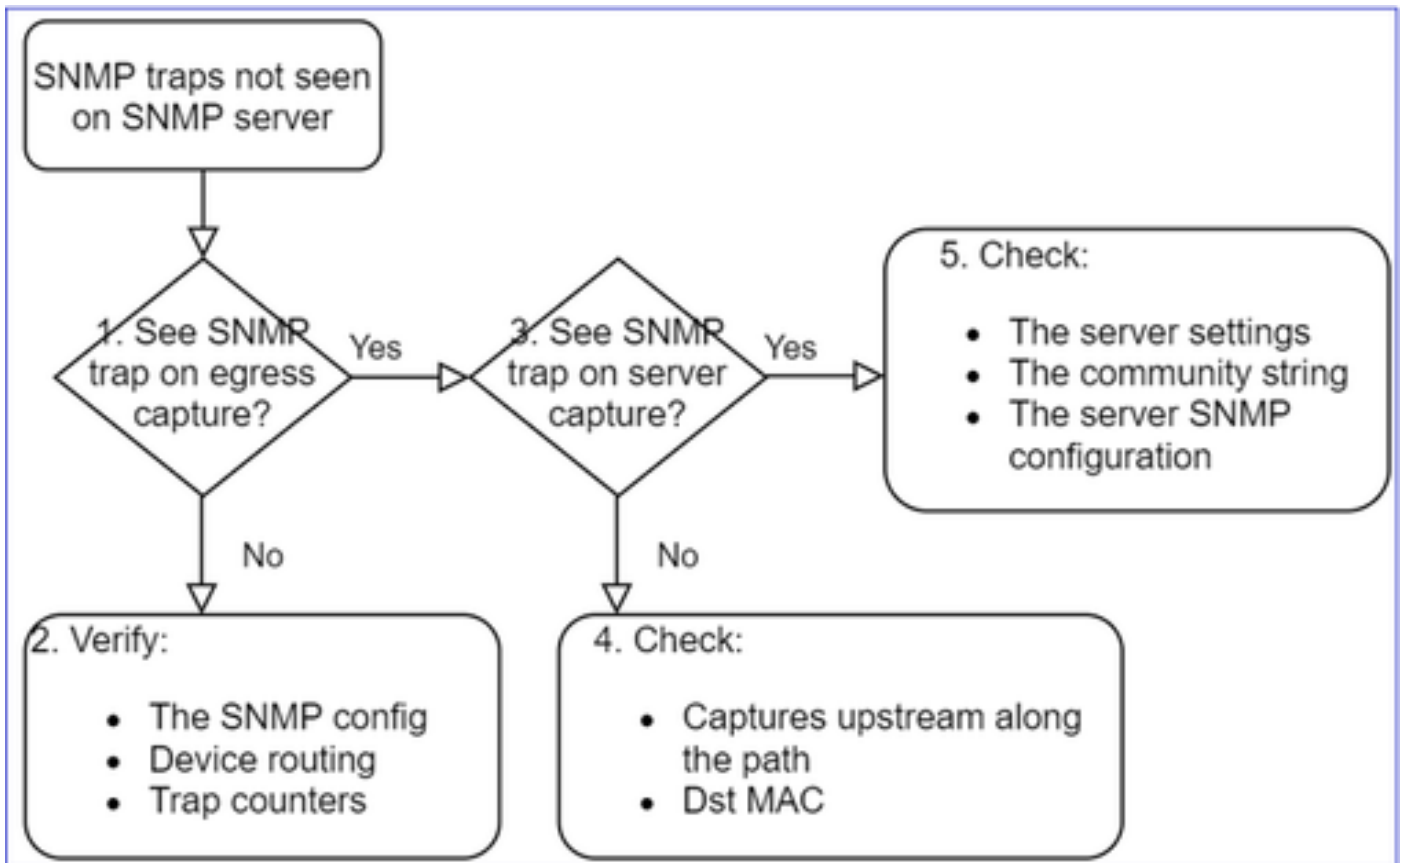 SNMP traps not seen
on SNMP server
1. See SNMP
trap on egress
capture?
Yes
3. See SNMP
trap on server
capture?
Yes
5. Check:
• The server settings
• The community string
• The server SNMP
configuration
No
No
2. Verify:
• The SNMP config
• Device routing
• Trap counters
4. Check:
• Captures upstream along
the path
• Dst MAC